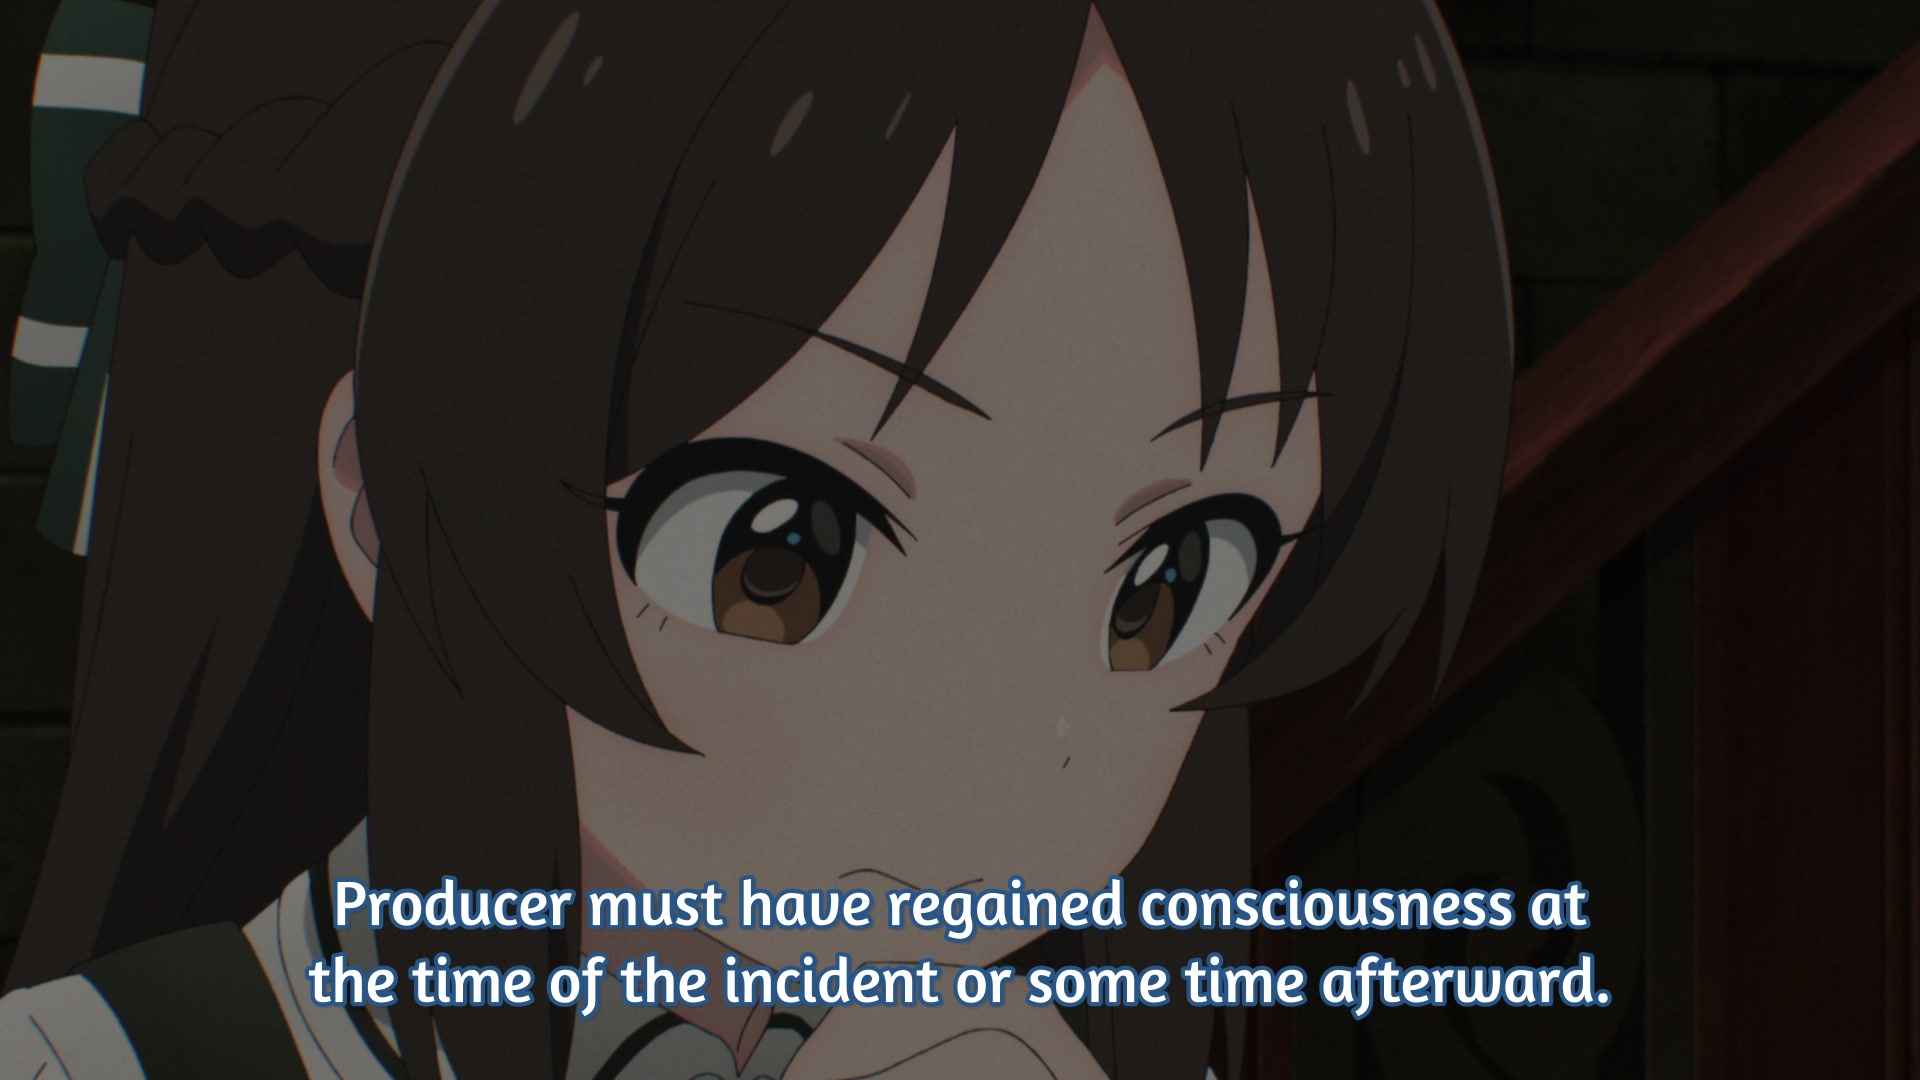 Producer must have regained consciousness at
the time of the incident or some time afterward.